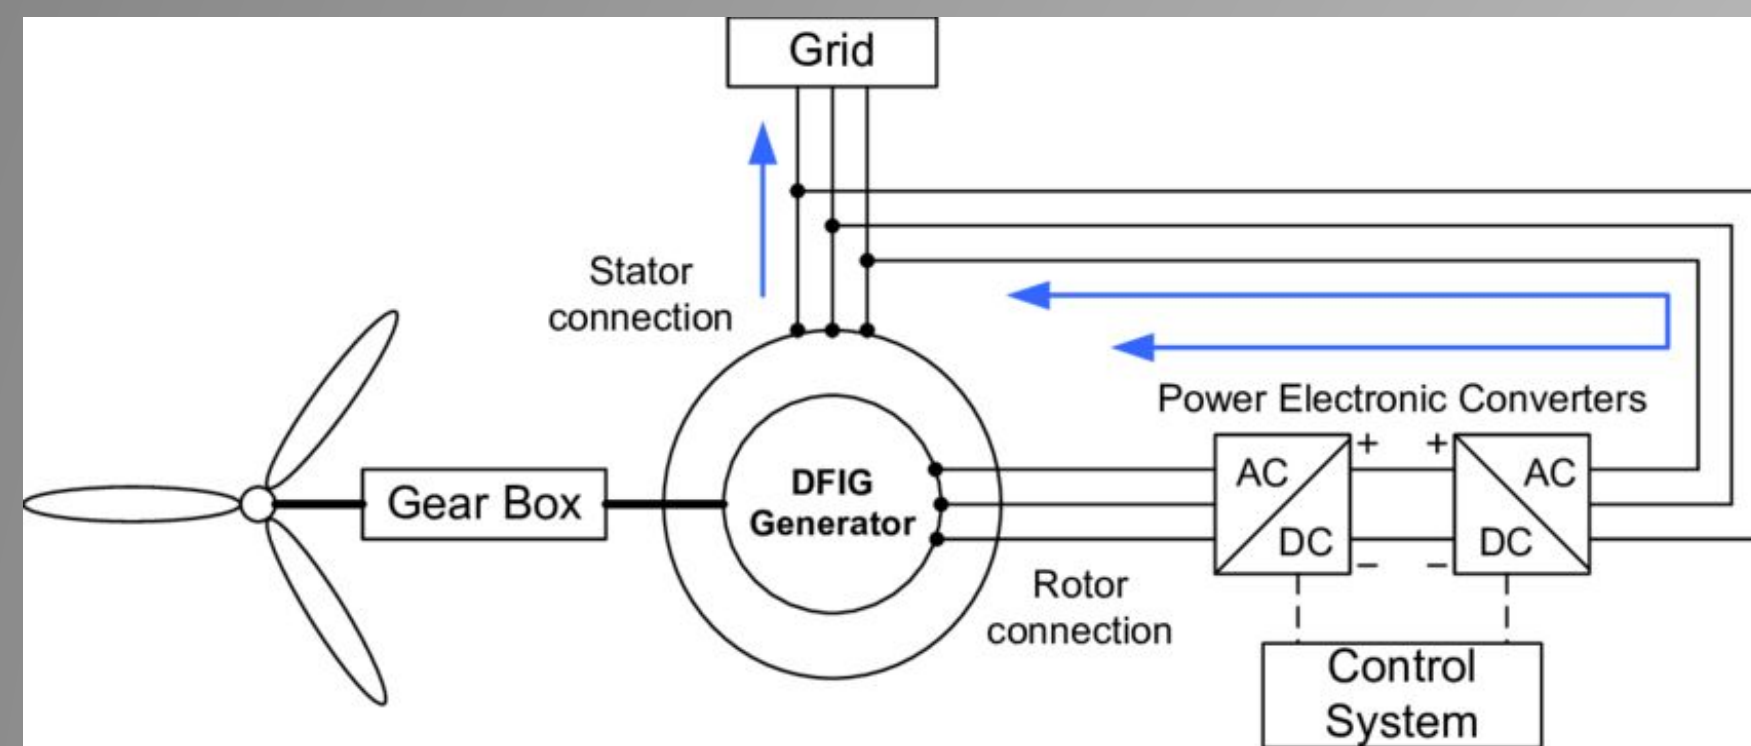 Grid
Stator
connection
Power Electronic Converters
+ +
AC
AC
DFIG
Generator
Gear Box
DC
DC
– –
Rotor
connection
Control
System